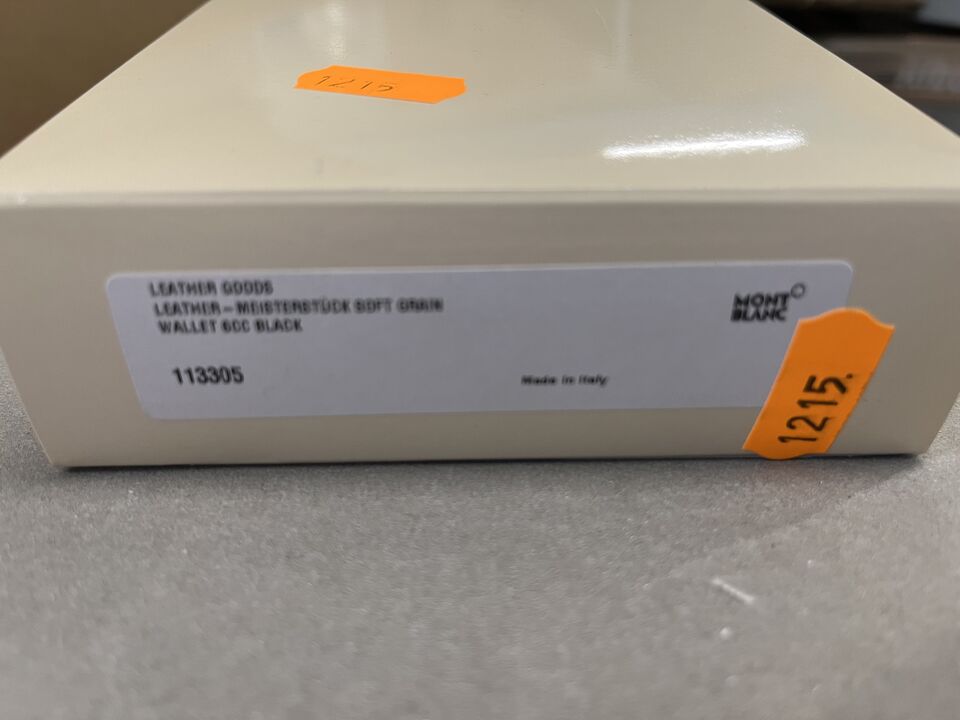 1215
LEATHER GOODS
LEATHER – MEISTERSTÜCK SOFT GRAIN
WALLET 6CC BLACK
MONT
BLANC
113305
Made in Italy
1215.